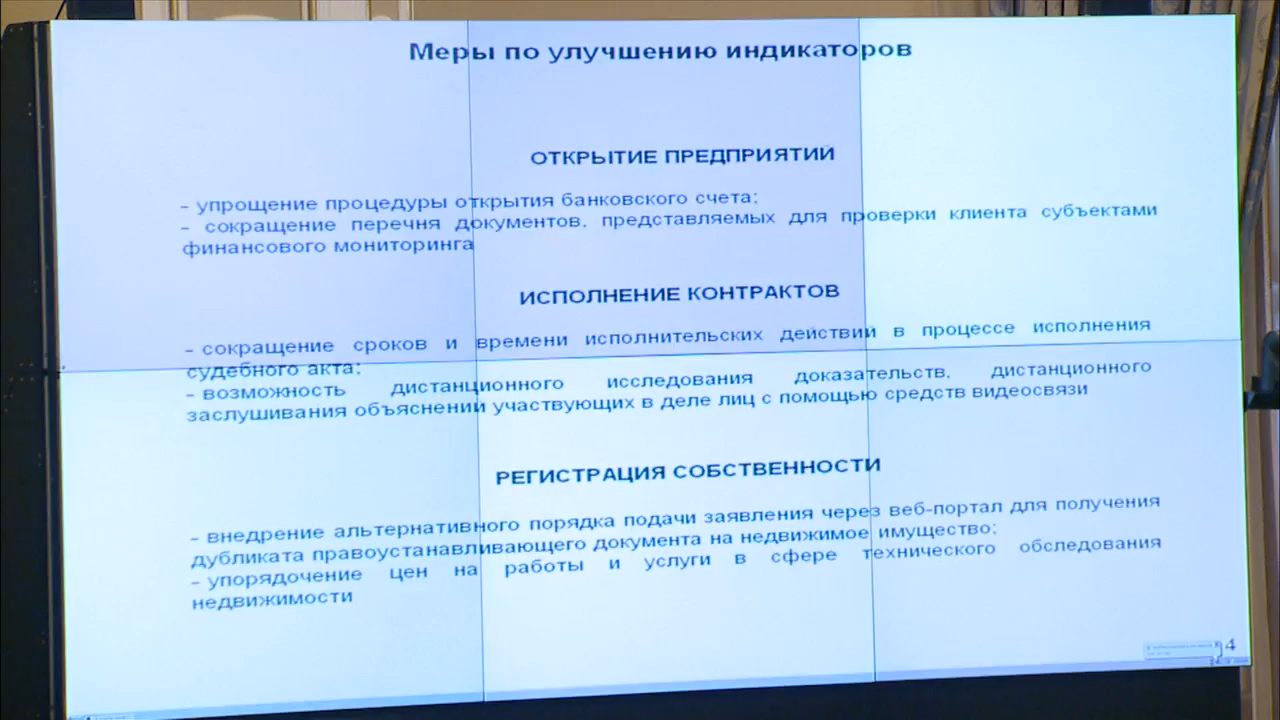 Меры по улучшению индикаторов
ОТКРЫТИЕ ПРЕДПРИЯТИЙ
- упрощение процедуры открытия банковского счета;
- сокращение перечня документов, представляемых для проверки клиента субъектами
финансового мониторинга
ИСПОЛНЕНИЕ КОНТРАКТОВ
- сокращение сроков и времени исполнительских действий в процессе исполнения
судебного акта;
- возможность дистанционного исследования доказательств, дистанционного
заслушивания объяснений участвующих в деле лиц с помощью средств видеосвязи
РЕГИСТРАЦИЯ СОБСТВЕННОСТИ
- внедрение альтернативного порядка подачи заявления через веб-портал для получения
дубликата правоустанавливающего документа на недвижимое имущество;
- упорядочение цен на работы и услуги в сфере технического обследования
недвижимости
4